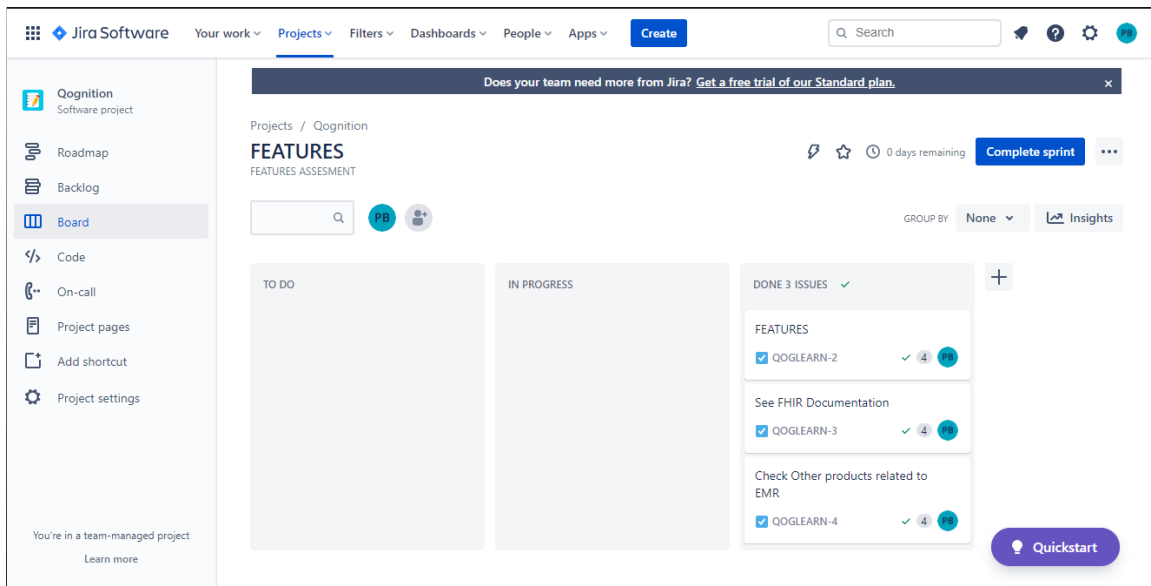 Jira Software Your work Projects Filters Dashboards People Apps Create Search PB
Does your team need more from Jira? Get a free trial of our Standard plan.
Qognition
Software project
Roadmap
Backlog
Board
Code
On-call
Project pages
Add shortcut
Project settings
You're in a team-managed project
Learn more
Projects / Qognition
FEATURES
FEATURES ASSESMENT
0 days remaining Complete sprint
PB
GROUP BY None Insights
TO DO
IN PROGRESS
DONE 3 ISSUES
FEATURES
QOGLEARN-2 4 PB
See FHIR Documentation
QOGLEARN-3 4 PB
Check Other products related to
EMR
QOGLEARN-4 4 PB
Quickstart